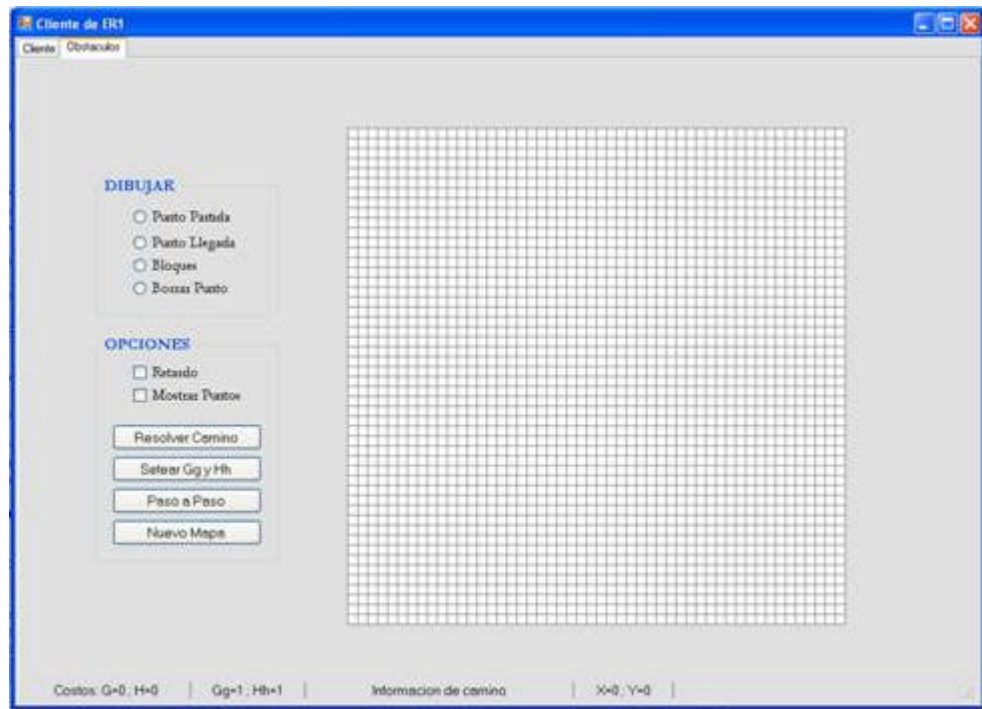 Cliente de ER1
Cliente Obstaculos
DIBUJAR
Punto Partida
Punto Llegada
Bloques
Borrar Punto
OPCIONES
Retardo
Mostrar Puntos
Resolver Camino
Setear Gg y Hh
Paso a Paso
Nuevo Mapa
Costos: G=0 ; H=0 | Gg=1 ; Hh=1 | Informacion de camino | X=0 ; Y=0 |